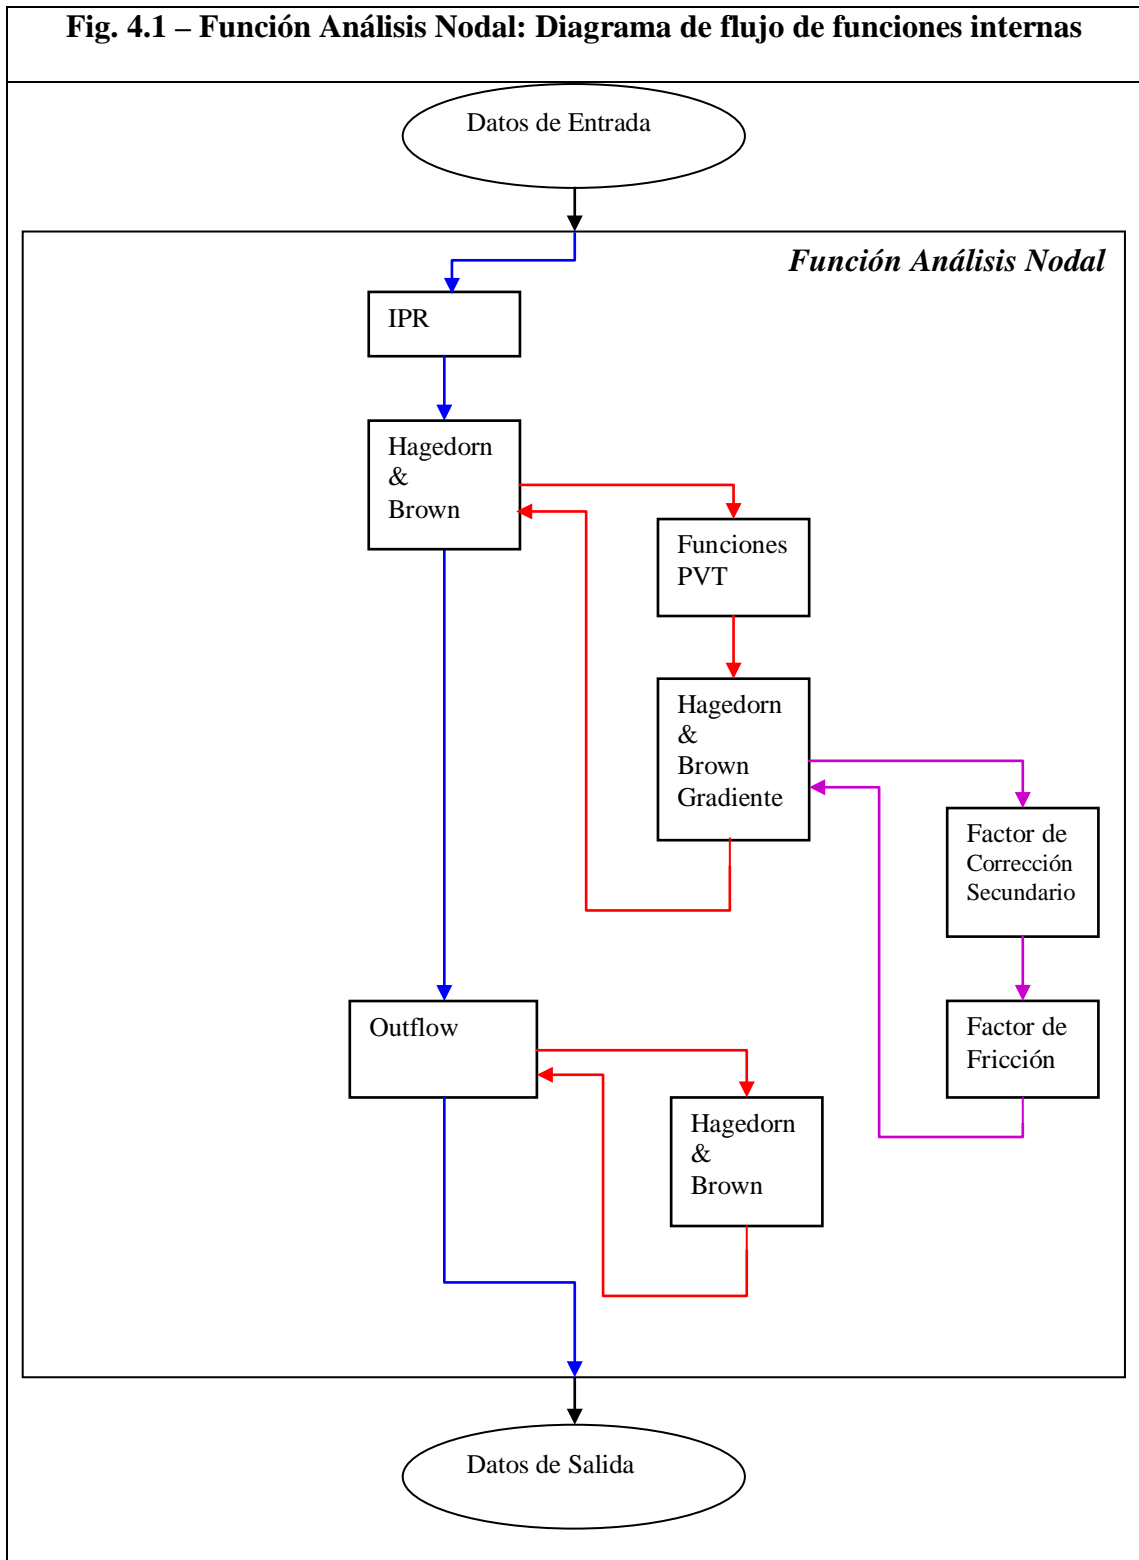 Fig. 4.1 – Función Análisis Nodal: Diagrama de flujo de funciones internas
Datos de Entrada
Función Análisis Nodal
IPR
Hagedorn
&
Brown
Funciones
PVT
Hagedorn
&
Brown
Gradiente
Factor de
Corrección
Secundario
Factor de
Fricción
Outflow
Hagedorn
&
Brown
Datos de Salida